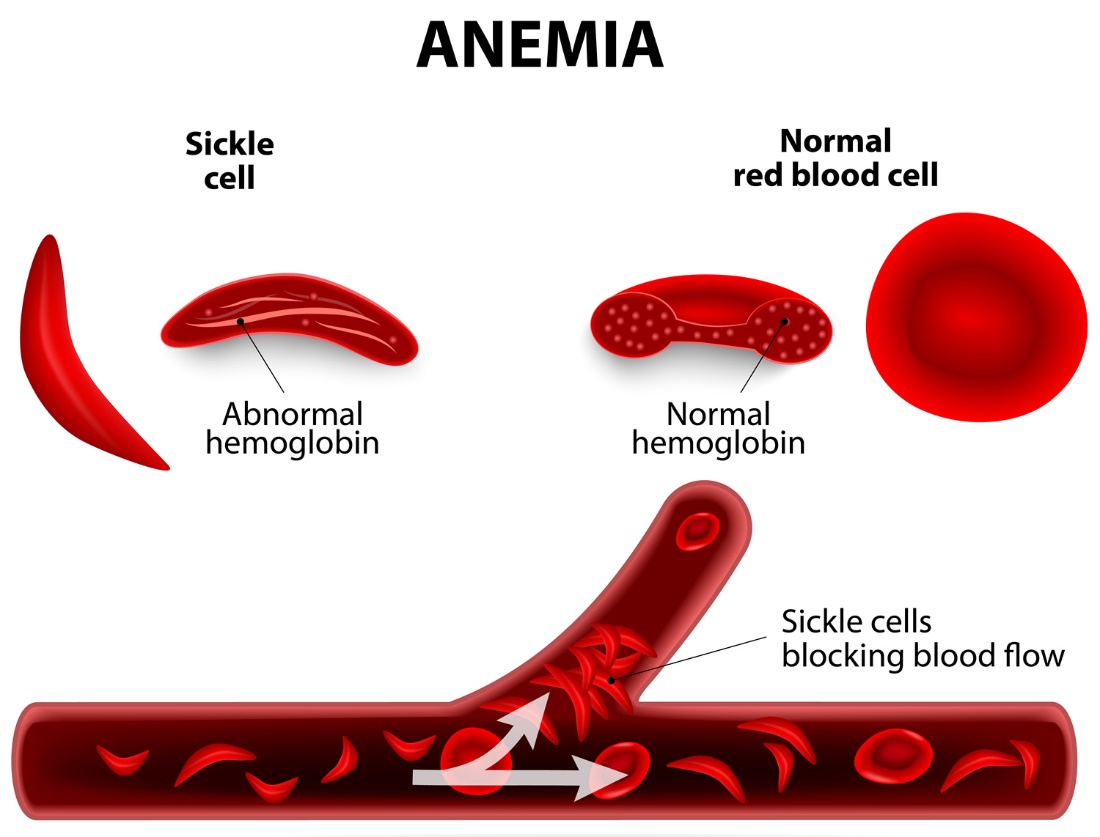 ANEMIA
Sickle
cell
Normal
red blood cell
Abnormal
hemoglobin
Normal
hemoglobin
Sickle cells
blocking blood flow